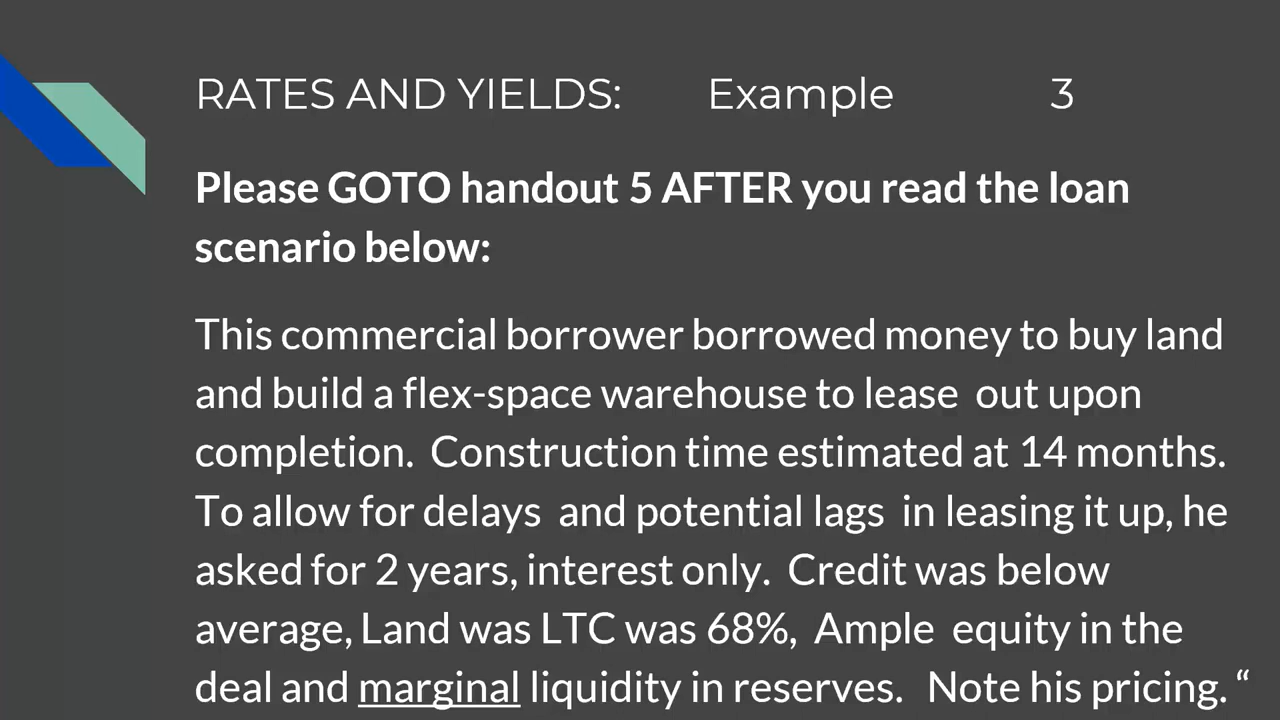 RATES AND YIELDS: Example 3
Please GOTO handout 5 AFTER you read the loan
scenario below:
This commercial borrower borrowed money to buy land
and build a flex-space warehouse to lease out upon
completion. Construction time estimated at 14 months.
To allow for delays and potential lags in leasing it up, he
asked for 2 years, interest only. Credit was below
average, Land was LTC was 68%, Ample equity in the
deal and marginal liquidity in reserves. Note his pricing. “